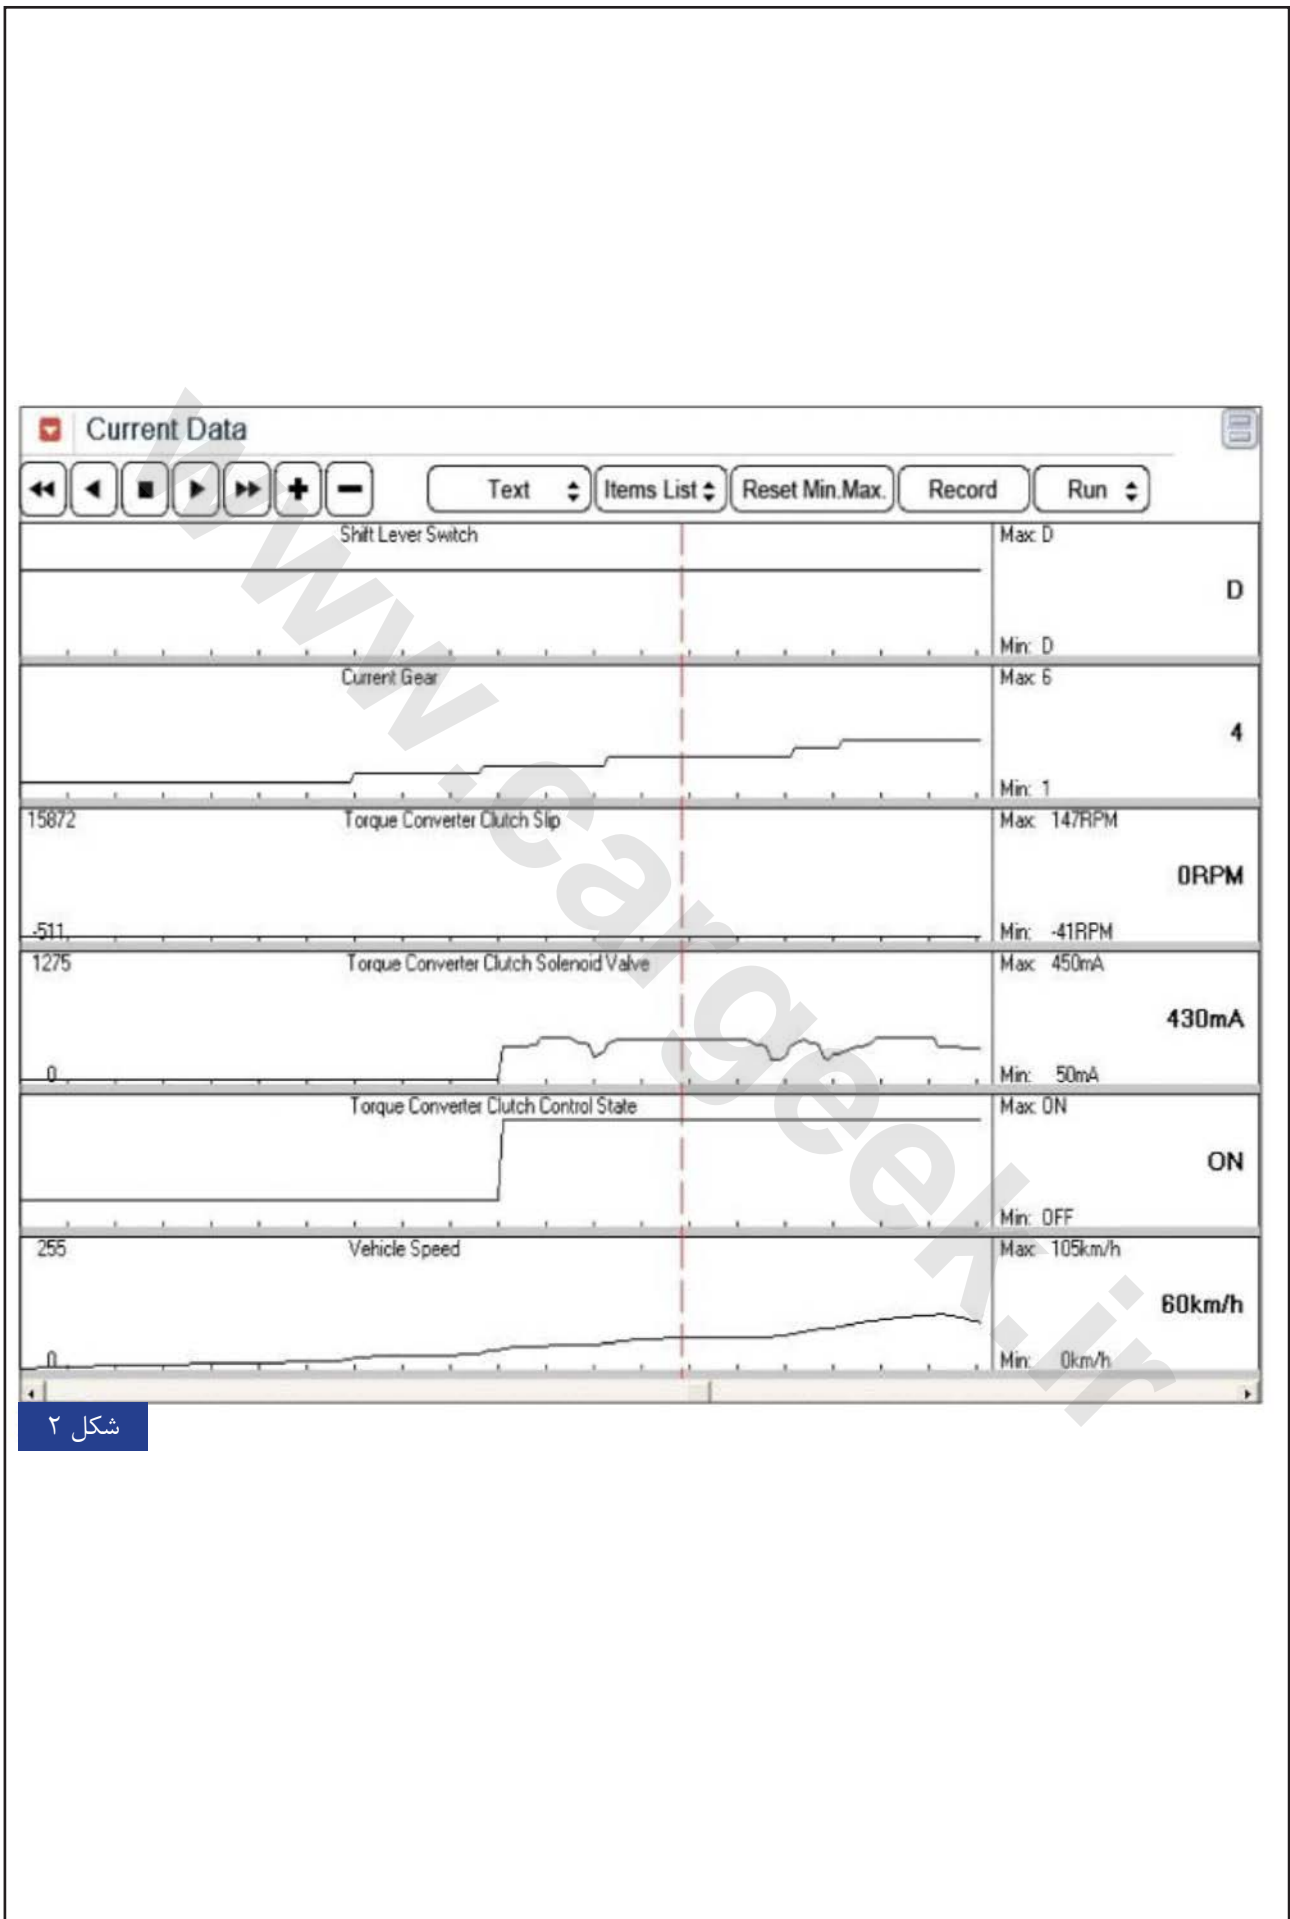 Current Data
Text Items List Reset Min.Max. Record Run
Shift Lever Switch
Max: D
D
Min: D
Current Gear
Max: 6
4
Min: 1
15872
Torque Converter Clutch Slip
Max: 147RPM
0RPM
-511
Min: -41RPM
1275
Torque Converter Clutch Solenoid Valve
Max: 450mA
430mA
0
Min: 50mA
Torque Converter Clutch Control State
Max: ON
ON
Min: OFF
255
Vehicle Speed
Max: 105km/h
60km/h
0
Min: 0km/h
شکل ۲
www.cargeek.ir